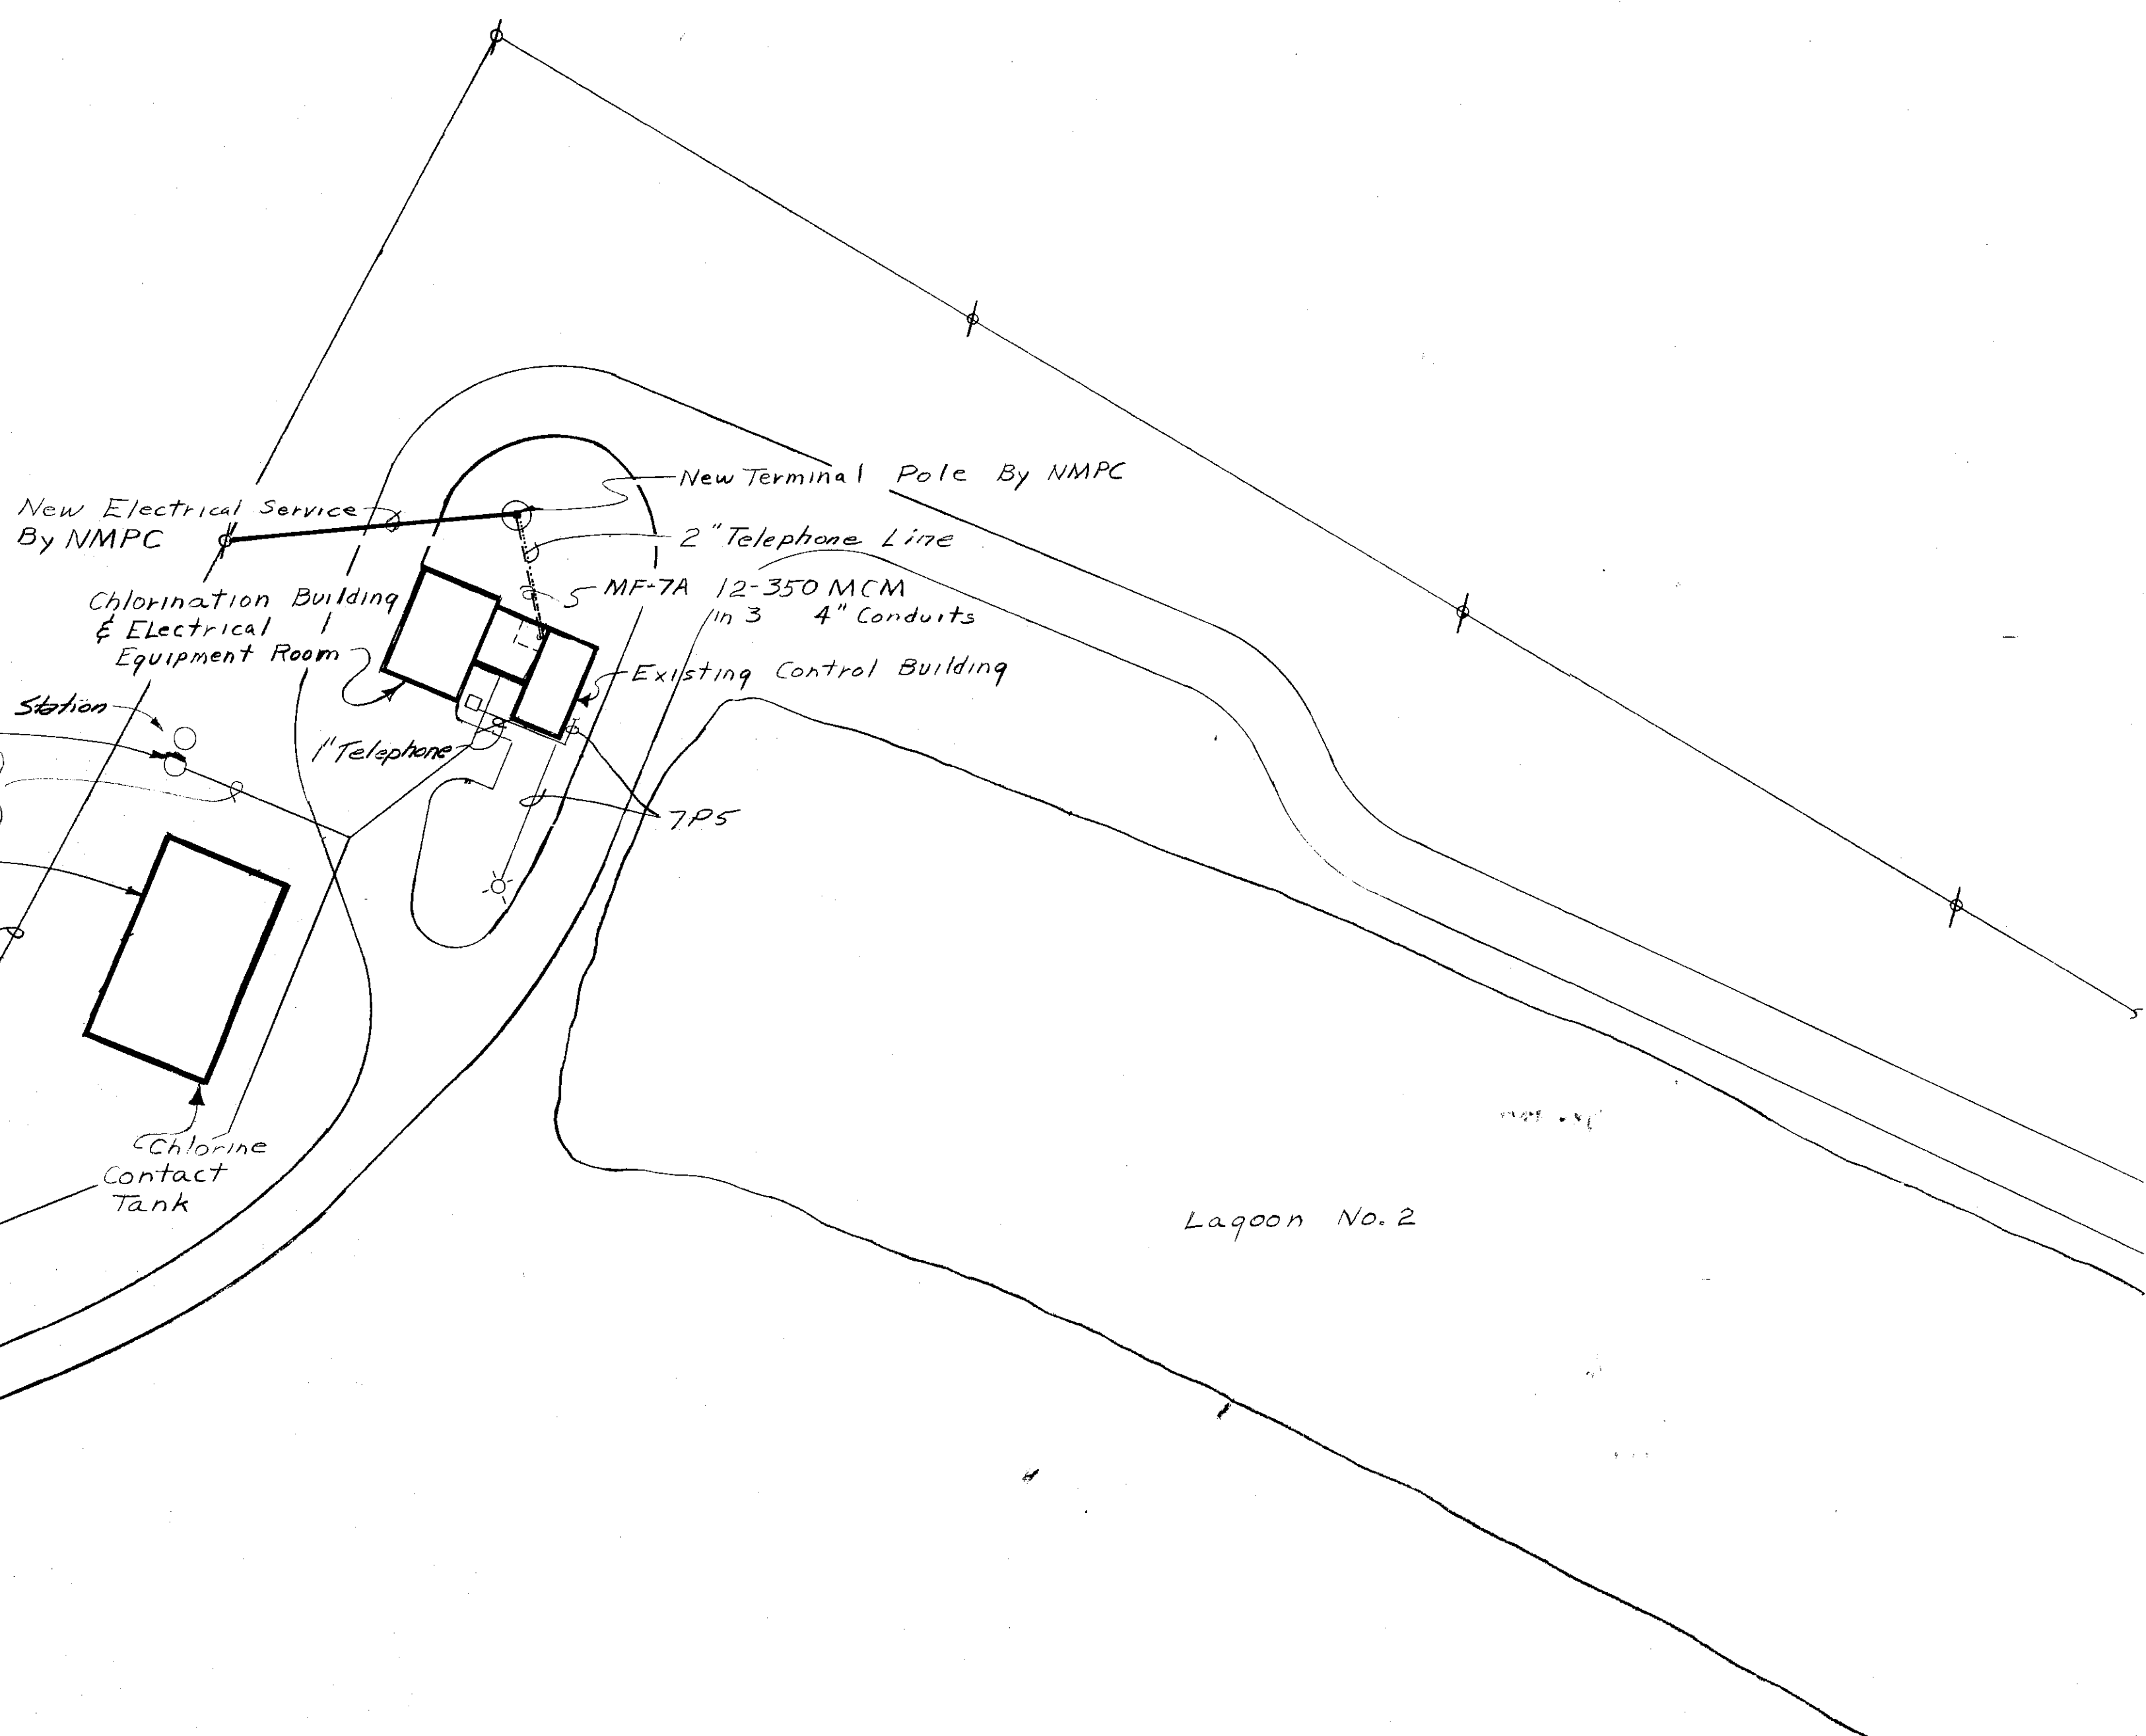 New Terminal Pole By NMPC
New Electrical Service
By NMPC
2" Telephone Line
MF-7A 12-350 MCM
in 3 4" Conduits
Chlorination Building
& Electrical
Equipment Room
Existing Control Building
Station
1" Telephone
7P5
Chlorine
Contact
Tank
Lagoon No. 2